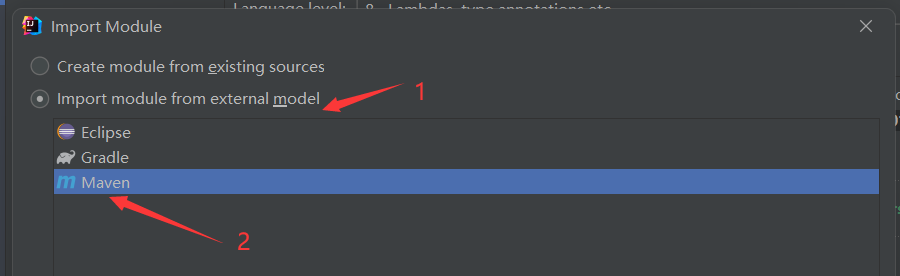 Language level: 8 - Lambdas, type annotations etc.
Import Module
Create module from existing sources
Import module from external model
1
Eclipse
Gradle
Maven
2